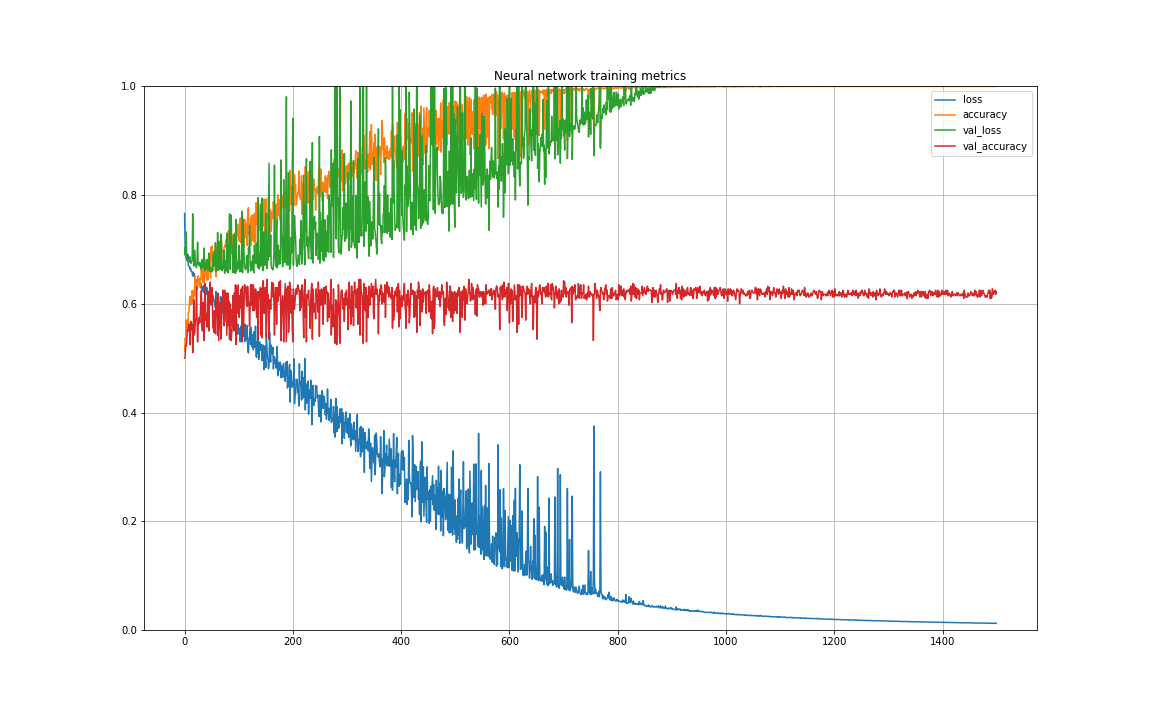 Neural network training metrics
1.0
loss
accuracy
val_loss
val_accuracy
0.8
0.6
0.4
0.2
0.0
0 200 400 600 800 1000 1200 1400